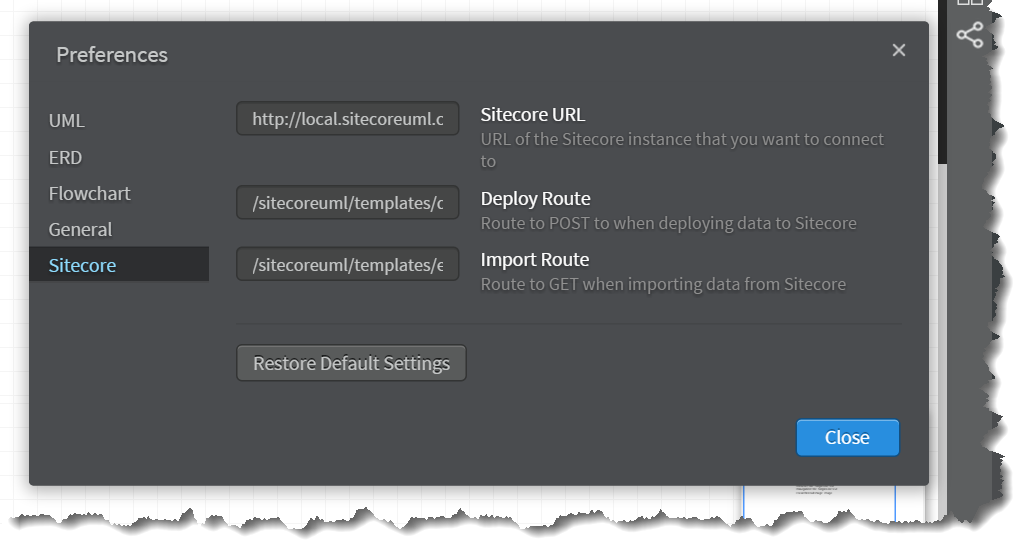 Preferences
UML
ERD
Flowchart
General
Sitecore
http://local.sitecoreuml.c
Sitecore URL
URL of the Sitecore instance that you want to connect
to
/sitecoreuml/templates/c
Deploy Route
Route to POST to when deploying data to Sitecore
/sitecoreuml/templates/e
Import Route
Route to GET when importing data from Sitecore
Restore Default Settings
Close